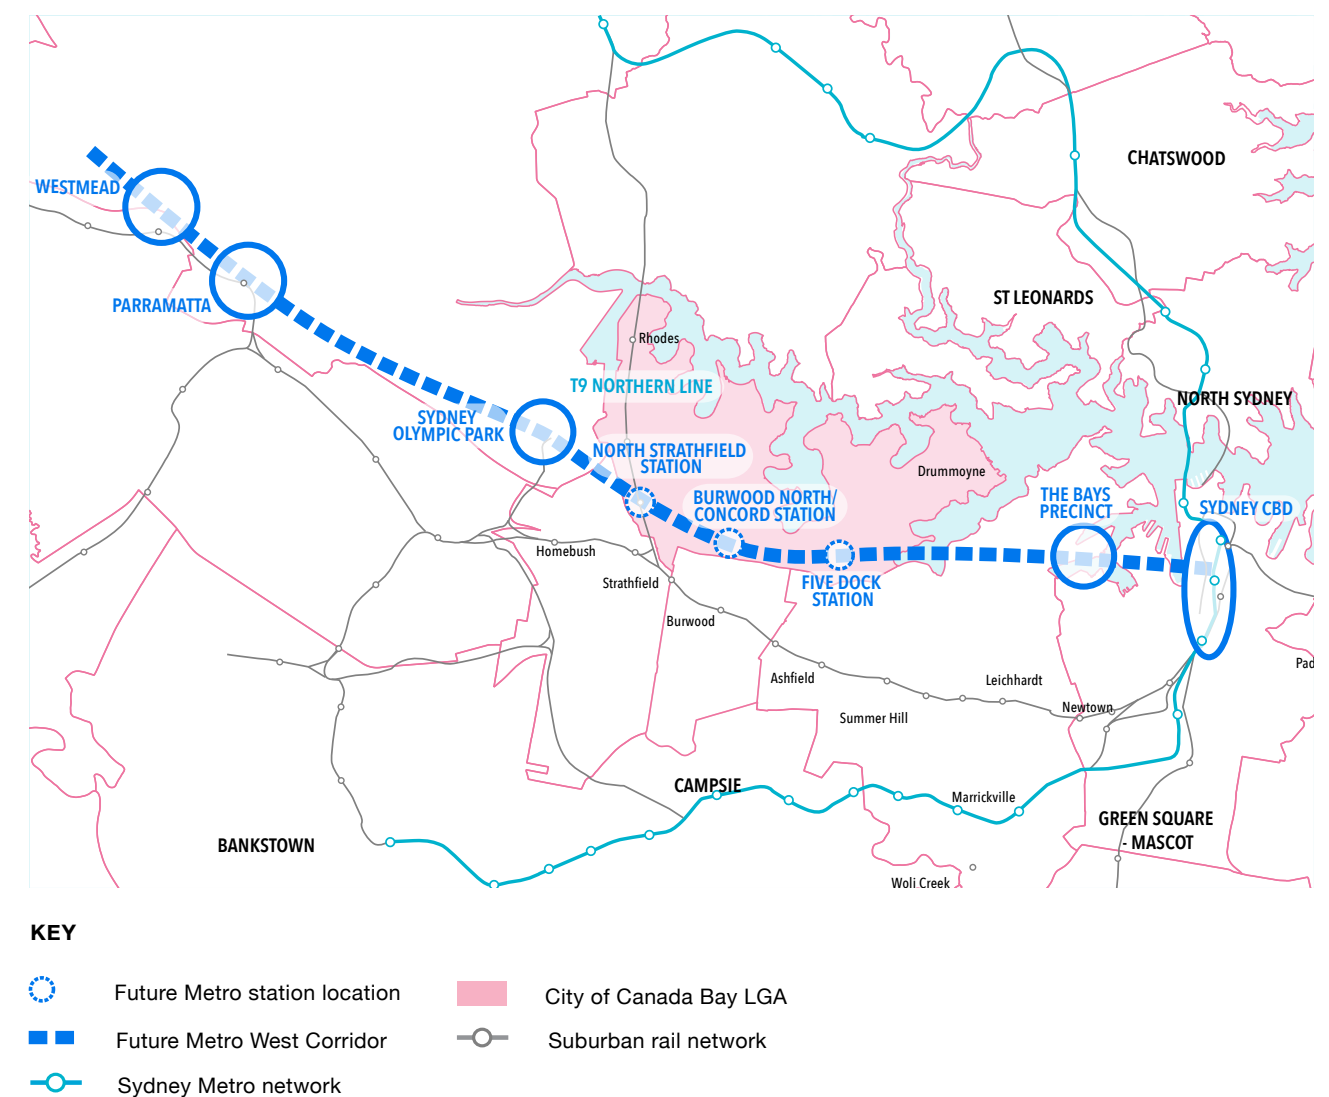 CHATSWOOD
WESTMEAD
ST LEONARDS
PARRAMATTA
Rhodes
T9 NORTHERN LINE
NORTH SYDNEY
SYDNEY
OLYMPIC PARK
NORTH STRATHFIELD
STATION
Drummoyne
BURWOOD NORTH/
CONCORD STATION
THE BAYS
PRECINCT
SYDNEY CBD
Homebush
Strathfield
FIVE DOCK
STATION
Burwood
Ashfield
Leichhardt
Pad
Summer Hill
Newtown
CAMPSIE
Marrickville
GREEN SQUARE
- MASCOT
BANKSTOWN
Woli Creek
KEY
Future Metro station location
City of Canada Bay LGA
Future Metro West Corridor
Suburban rail network
Sydney Metro network